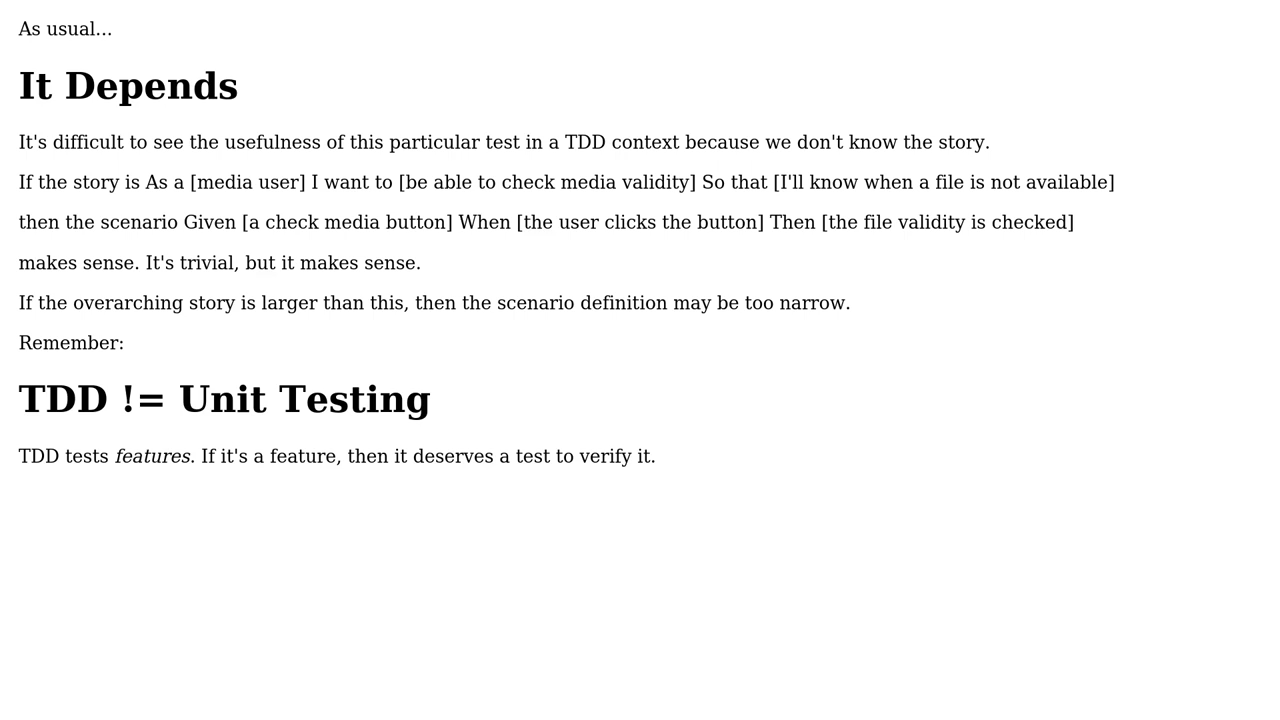 As usual...
It Depends
It's difficult to see the usefulness of this particular test in a TDD context because we don't know the story.
If the story is As a [media user] I want to [be able to check media validity] So that [I'll know when a file is not available]
then the scenario Given [a check media button] When [the user clicks the button] Then [the file validity is checked]
makes sense. It's trivial, but it makes sense.
If the overarching story is larger than this, then the scenario definition may be too narrow.
Remember:
TDD != Unit Testing
TDD tests features. If it's a feature, then it deserves a test to verify it.